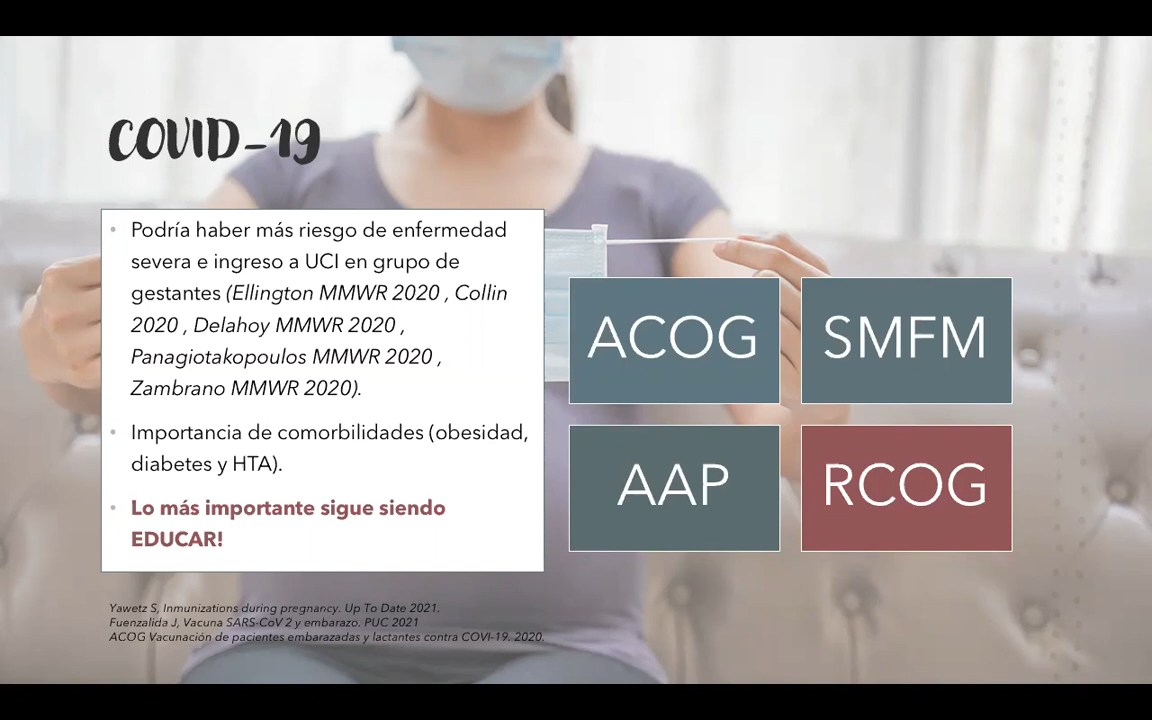 COVID-19
• Podría haber más riesgo de enfermedad
severa e ingreso a UCI en grupo de
gestantes (Ellington MMWR 2020 , Collin
2020 , Delahoy MMWR 2020 ,
Panagiotakopoulos MMWR 2020 ,
Zambrano MMWR 2020).
• Importancia de comorbilidades (obesidad,
diabetes y HTA).
• Lo más importante sigue siendo
EDUCAR!
ACOG
SMFM
AAP
RCOG
Yawetz S, Inmunizations during pregnancy. Up To Date 2021.
Fuenzalida J, Vacuna SARS-CoV 2 y embarazo. PUC 2021
ACOG Vacunación de pacientes embarazadas y lactantes contra COVI-19. 2020.